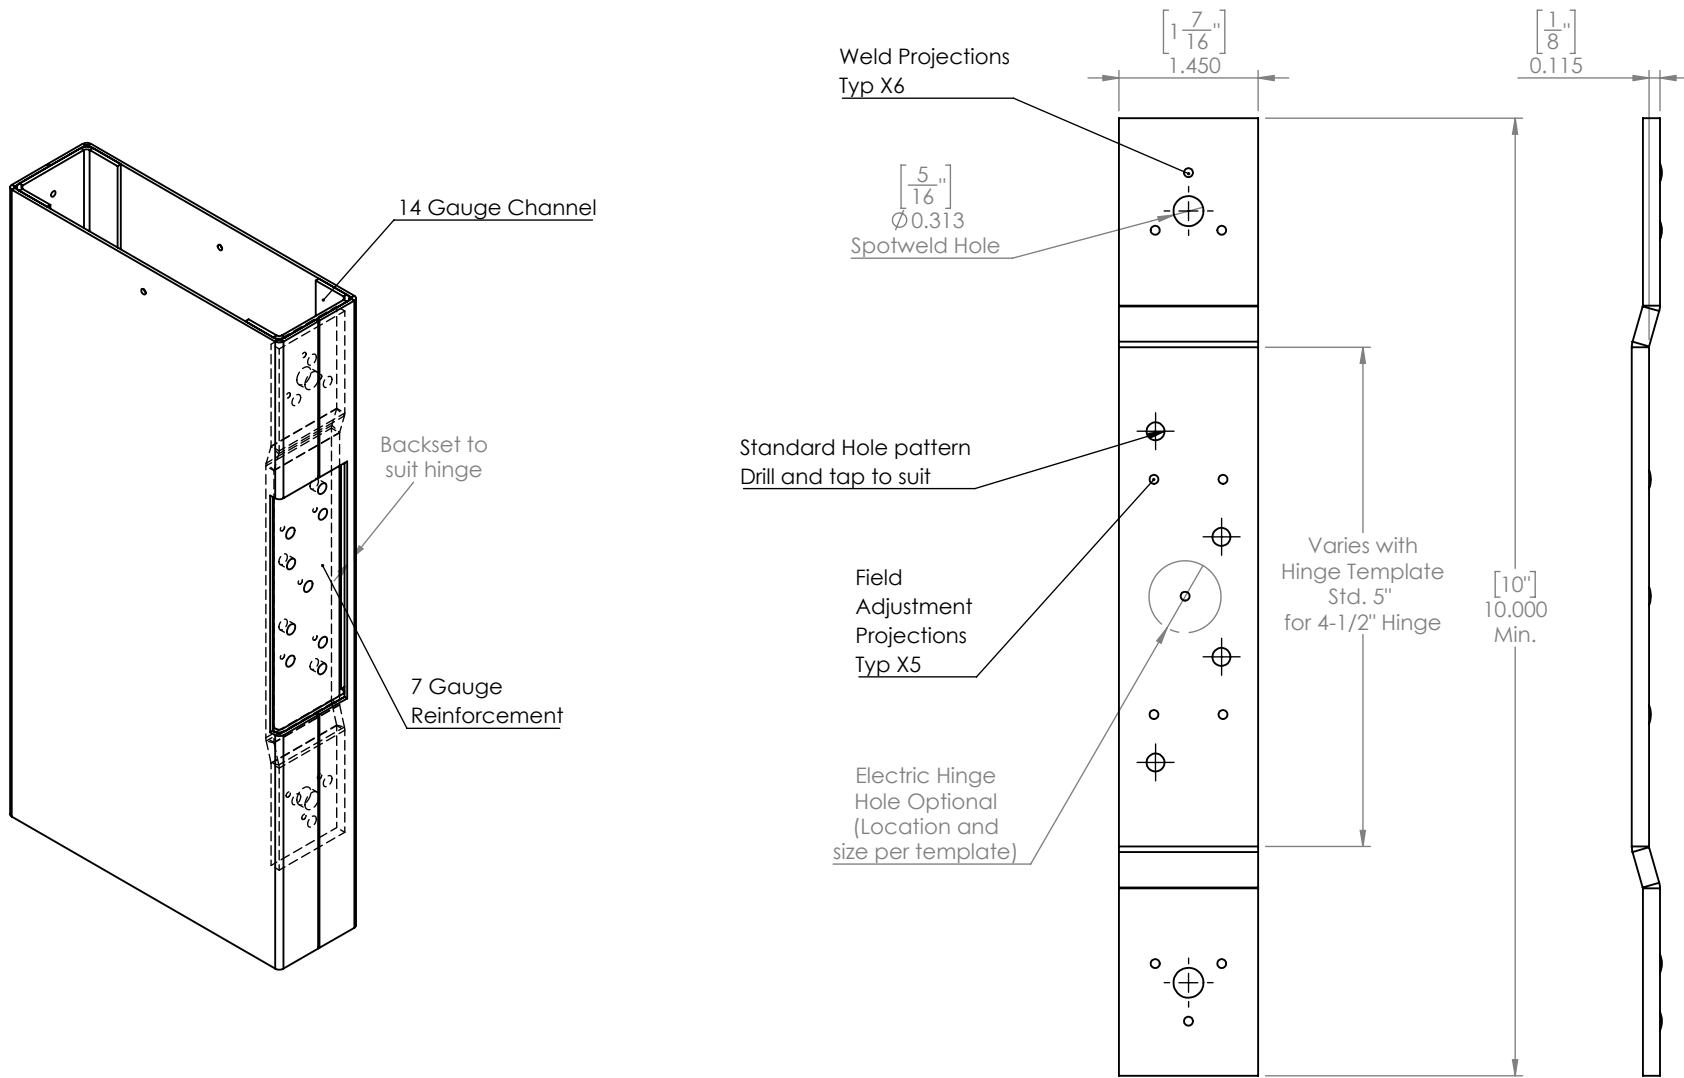 14 Gauge Channel
Backset to
suit hinge
7 Gauge
Reinforcement
Weld Projections
Typ X6
[5/16"]
Ø0.313
Spotweld Hole
Standard Hole pattern
Drill and tap to suit
Field
Adjustment
Projections
Typ X5
Electric Hinge
Hole Optional
(Location and
size per template)
[1 7/16"]
1.450
Varies with
Hinge Template
Std. 5"
for 4-1/2" Hinge
[10"]
10.000
Min.
[1/8"]
0.115